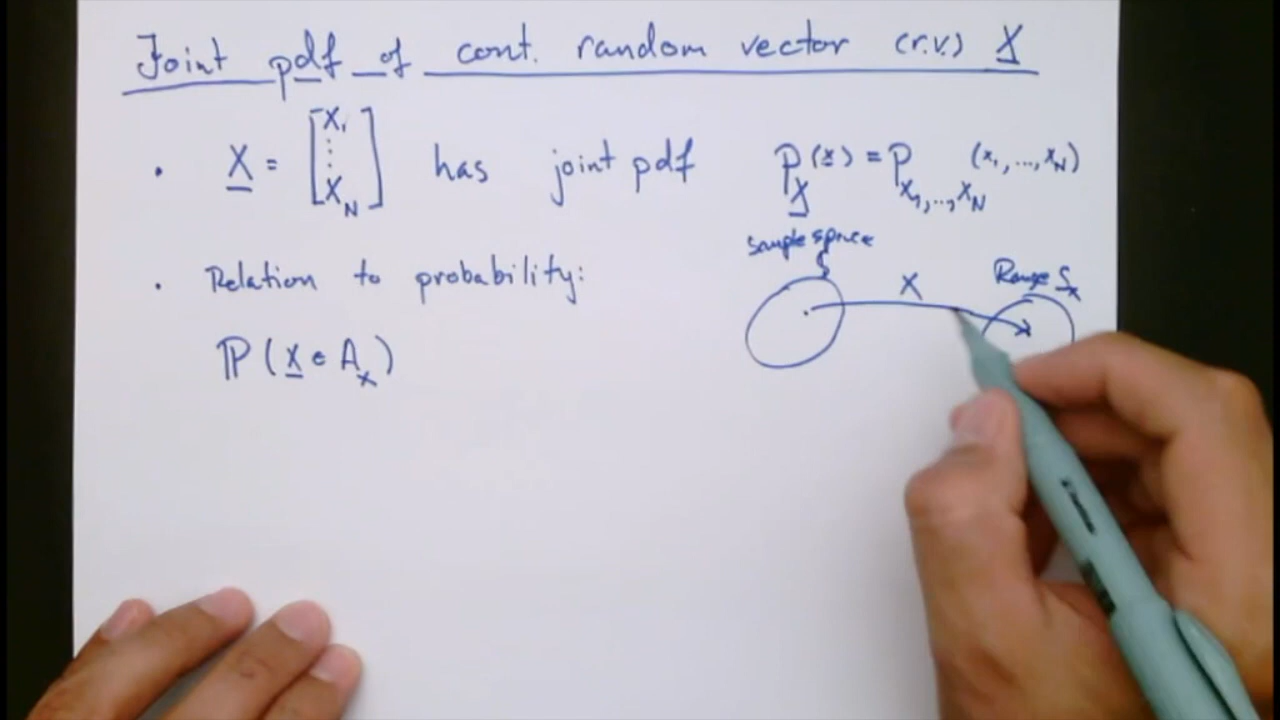 Joint pdf of cont. random vector (r.v.) X
• X = [X1 ⋮ XN] has joint pdf pX(x) = pX1,...,XN (x1,...,xN)
sample space
S
X
Range Sx
• Relation to probability:
ℙ(X ∈ Ax)